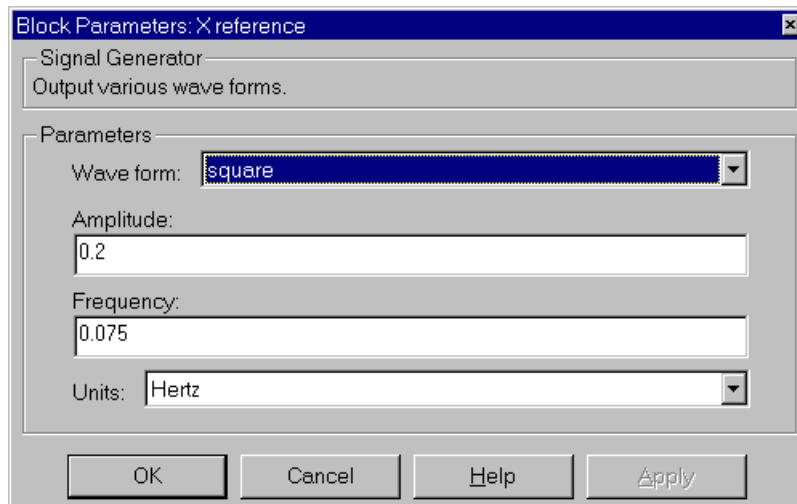 Block Parameters: X reference
Signal Generator
Output various wave forms.
Parameters
Wave form: square
Amplitude:
0.2
Frequency:
0.075
Units: Hertz
OK Cancel Help Apply